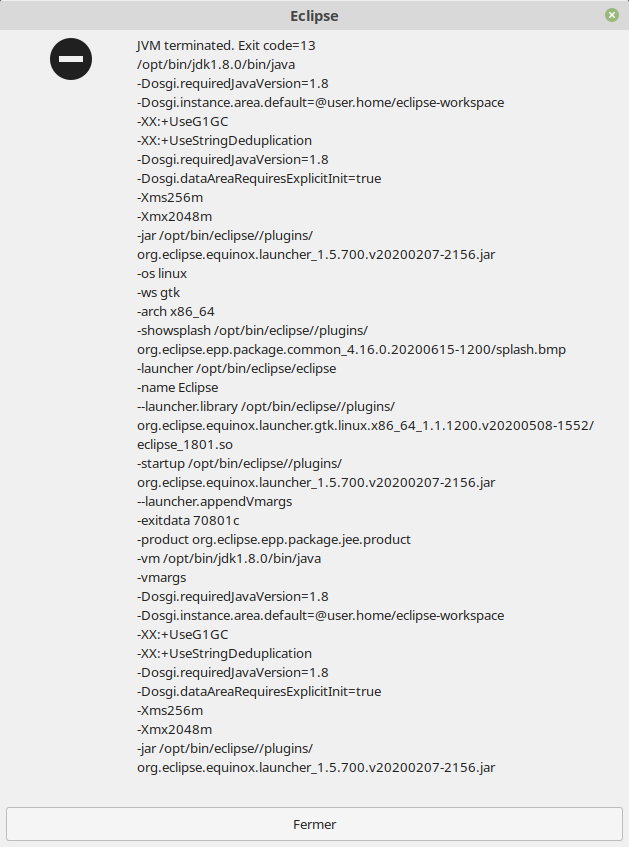 Eclipse
JVM terminated. Exit code=13
/opt/bin/jdk1.8.0/bin/java
-Dosgi.requiredJavaVersion=1.8
-Dosgi.instance.area.default=@user.home/eclipse-workspace
-XX:+UseG1GC
-XX:+UseStringDeduplication
-Dosgi.requiredJavaVersion=1.8
-Dosgi.dataAreaRequiresExplicitInit=true
-Xms256m
-Xmx2048m
-jar /opt/bin/eclipse//plugins/
org.eclipse.equinox.launcher_1.5.700.v20200207-2156.jar
-os linux
-ws gtk
-arch x86_64
-showsplash /opt/bin/eclipse//plugins/
org.eclipse.epp.package.common_4.16.0.20200615-1200/splash.bmp
-launcher /opt/bin/eclipse/eclipse
-name Eclipse
--launcher.library /opt/bin/eclipse//plugins/
org.eclipse.equinox.launcher.gtk.linux.x86_64_1.1.1200.v20200508-1552/
eclipse_1801.so
-startup /opt/bin/eclipse//plugins/
org.eclipse.equinox.launcher_1.5.700.v20200207-2156.jar
--launcher.appendVmargs
-exitdata 70801c
-product org.eclipse.epp.package.jee.product
-vm /opt/bin/jdk1.8.0/bin/java
-vmargs
-Dosgi.requiredJavaVersion=1.8
-Dosgi.instance.area.default=@user.home/eclipse-workspace
-XX:+UseG1GC
-XX:+UseStringDeduplication
-Dosgi.requiredJavaVersion=1.8
-Dosgi.dataAreaRequiresExplicitInit=true
-Xms256m
-Xmx2048m
-jar /opt/bin/eclipse//plugins/
org.eclipse.equinox.launcher_1.5.700.v20200207-2156.jar
Fermer